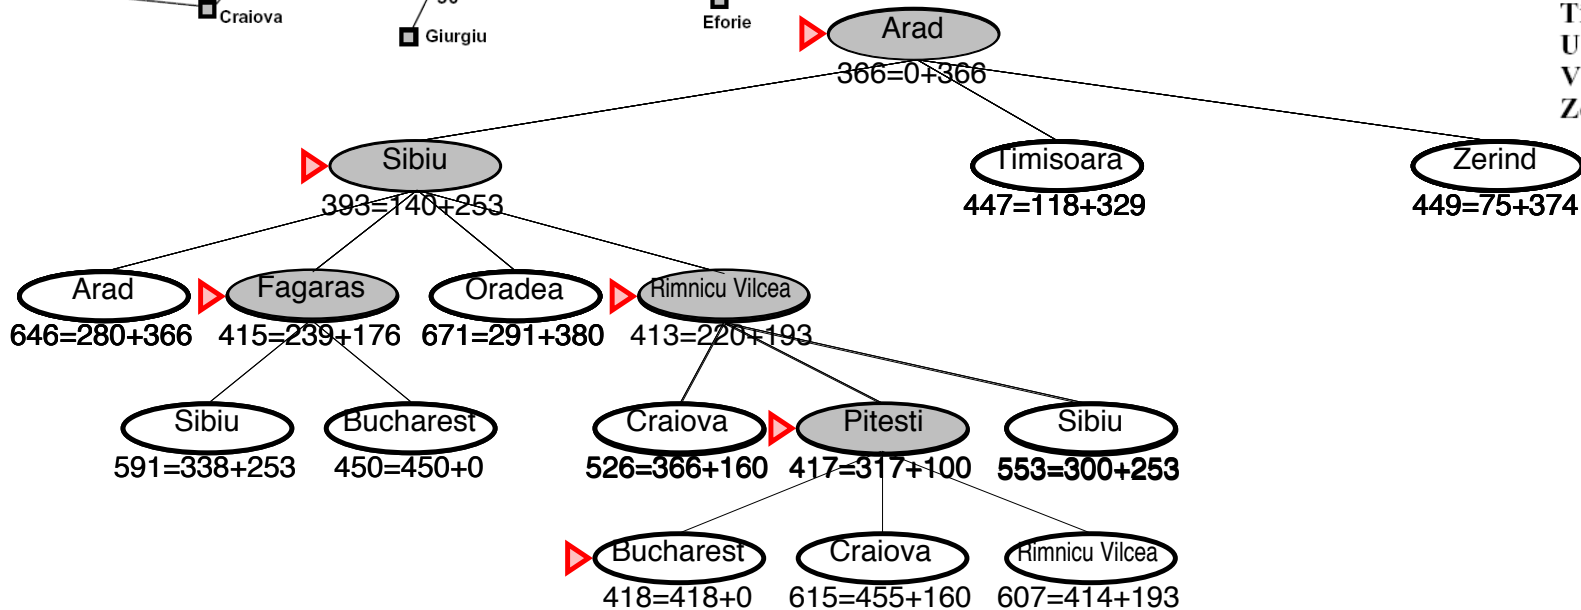 Craiova
Giurgiu
Eforie
Arad
366=0+366
U
V
Sibiu
393=140+253
Timisoara
447=118+329
Zerind
449=75+374
Arad
646=280+366
Fagaras
415=239+176
Oradea
671=291+380
Rimnicu Vilcea
413=220+193
Sibiu
591=338+253
Bucharest
450=450+0
Craiova
526=366+160
Pitesti
417=317+100
Sibiu
553=300+253
Bucharest
418=418+0
Craiova
615=455+160
Rimnicu Vilcea
607=414+193